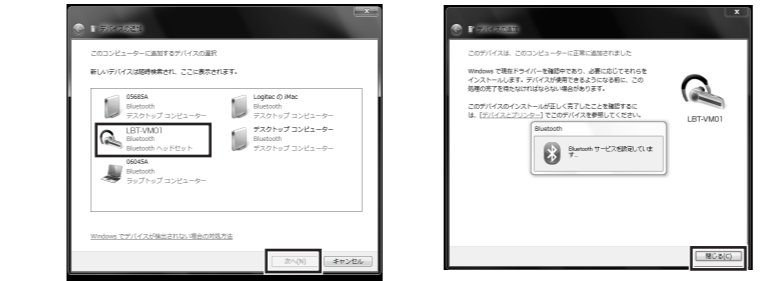 デバイスの追加
このコンピューターに追加するデバイスの選択
新しいデバイスは随時検索され、ここに表示されます。
05685A
Bluetooth
デスクトップ コンピューター
Logitec の iMac
Bluetooth
デスクトップ コンピューター
LBT-VM01
Bluetooth
Bluetooth ヘッドセット
デスクトップ コンピューター
Bluetooth
デスクトップ コンピューター
06045A
Bluetooth
ラップトップ コンピューター
Windows でデバイスが検出されない場合の対処方法
次へ(N)
キャンセル
デバイスの追加
このデバイスは、このコンピューターに正常に追加されました
Windows で現在ドライバーを確認中であり、必要に応じてそれらを
インストールします。デバイスが使用できるようになる前に、この
処理の完了を待たなければならない場合があります。
このデバイスのインストールが正しく完了したことを確認するに
は、[デバイスとプリンター] でこのデバイスを参照してください。
LBT-VM01
Bluetooth
Bluetooth サービスを設定していま
す...
閉じる(C)